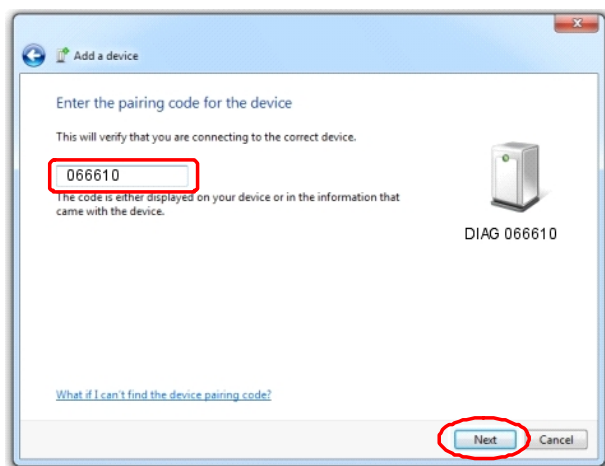 Add a device
Enter the pairing code for the device
This will verify that you are connecting to the correct device.
066610
The code is either displayed on your device or in the information that
came with the device.
DIAG 066610
What if I can't find the device pairing code?
Next
Cancel